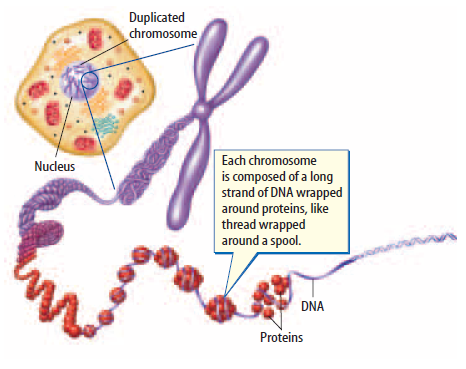 Duplicated
chromosome
Nucleus
Each chromosome
is composed of a long
strand of DNA wrapped
around proteins, like
thread wrapped
around a spool.
DNA
Proteins